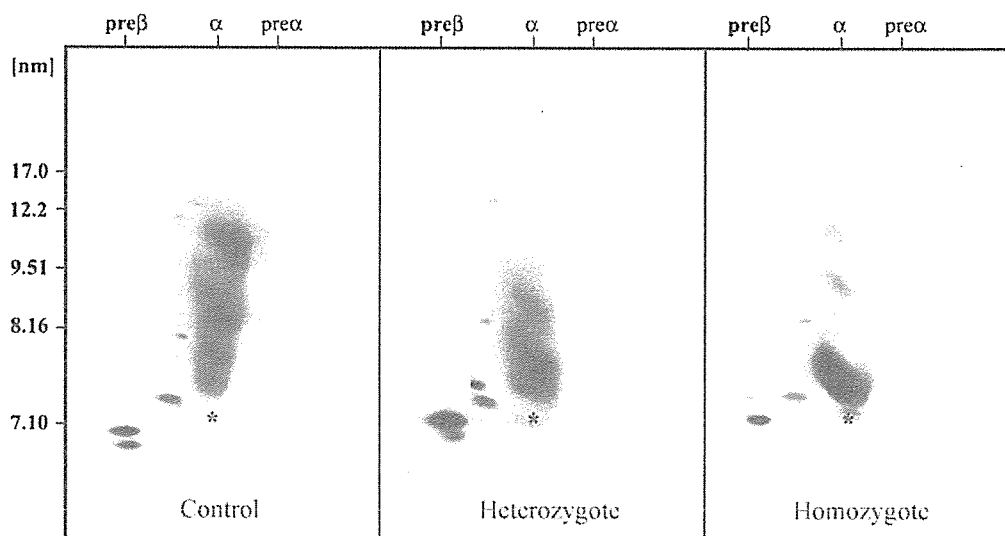 preβ α preα preβ α preα preβ α preα
[nm]
17.0
12.2
9.51
8.16
7.10 * * *
Control Heterozygote Homozygote